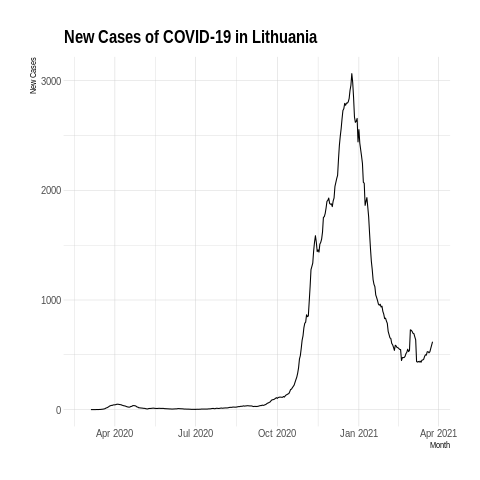 New Cases of COVID-19 in Lithuania
New Cases
3000
2000
1000
0
Apr 2020 Jul 2020 Oct 2020 Jan 2021 Apr 2021
Month